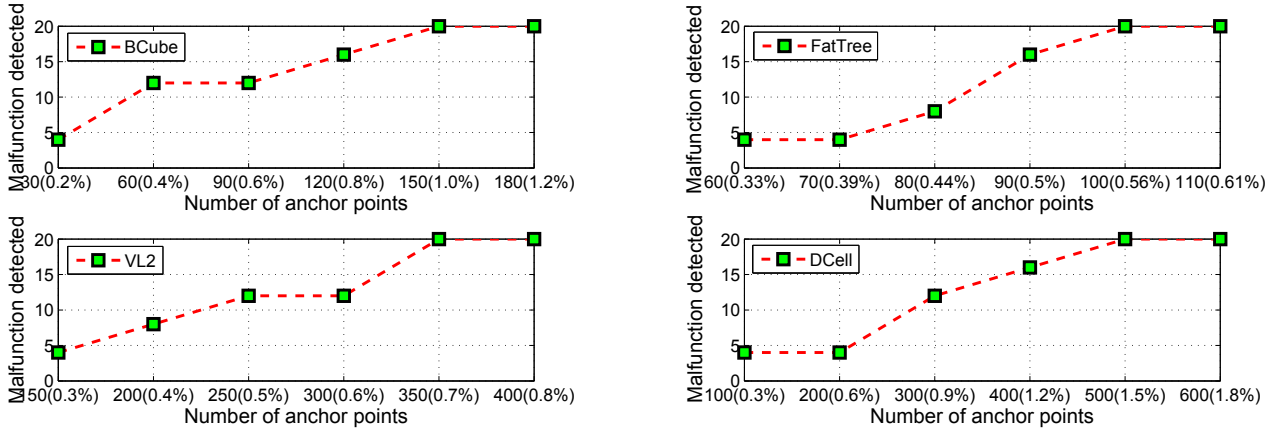 Malfunction detected
20
15
10
5
0
BCube
30(0.2%) 60(0.4%) 90(0.6%) 120(0.8%) 150(1.0%) 180(1.2%)
Number of anchor points
Malfunction detected
20
15
10
5
0
FatTree
60(0.33%) 70(0.39%) 80(0.44%) 90(0.5%) 100(0.56%) 110(0.61%)
Number of anchor points
Malfunction detected
20
15
10
5
0
VL2
150(0.3%) 200(0.4%) 250(0.5%) 300(0.6%) 350(0.7%) 400(0.8%)
Number of anchor points
Malfunction detected
20
15
10
5
0
DCell
100(0.3%) 200(0.6%) 300(0.9%) 400(1.2%) 500(1.5%) 600(1.8%)
Number of anchor points